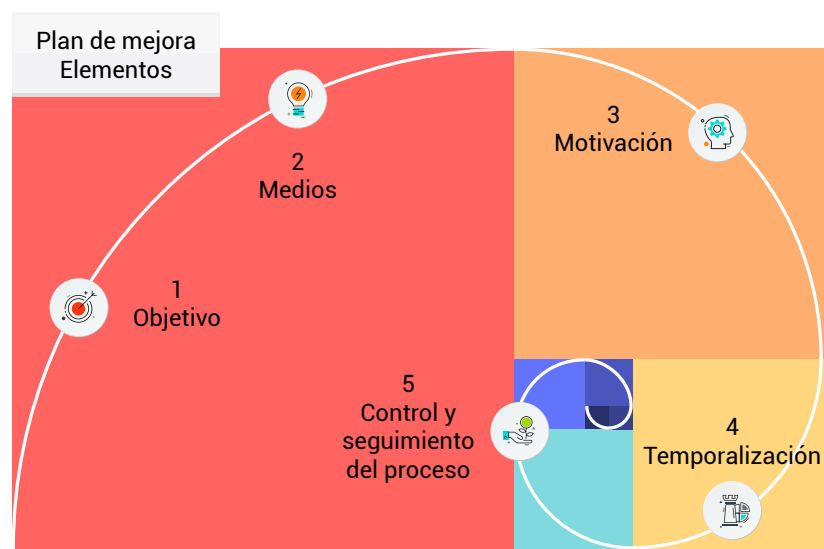 Plan de mejora
Elementos
1
Objetivo
2
Medios
3
Motivación
4
Temporalización
5
Control y
seguimiento
del proceso